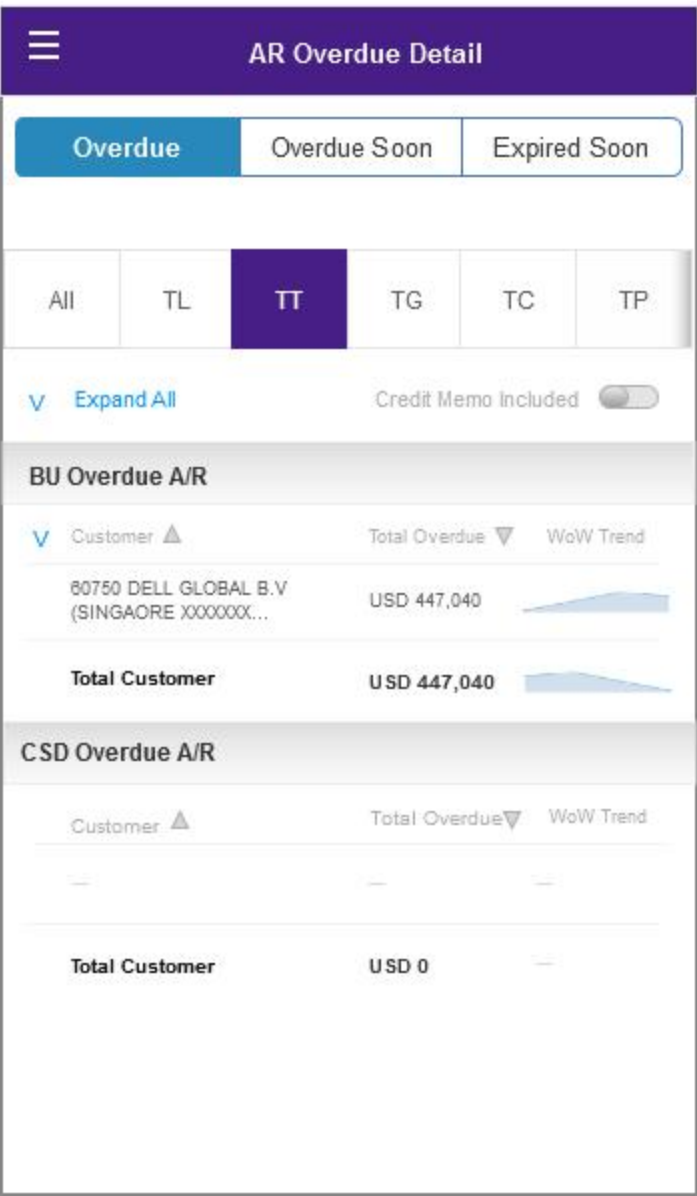 AR Overdue Detail
Overdue Overdue Soon Expired Soon
All TL TT TG TC TP
V Expand All Credit Memo Included
BU Overdue A/R
V Customer Total Overdue WoW Trend
60750 DELL GLOBAL B.V
(SINGAORE XXXXXXX... USD 447,040
Total Customer USD 447,040
CSD Overdue A/R
Customer Total Overdue WoW Trend
— — —
Total Customer USD 0 —